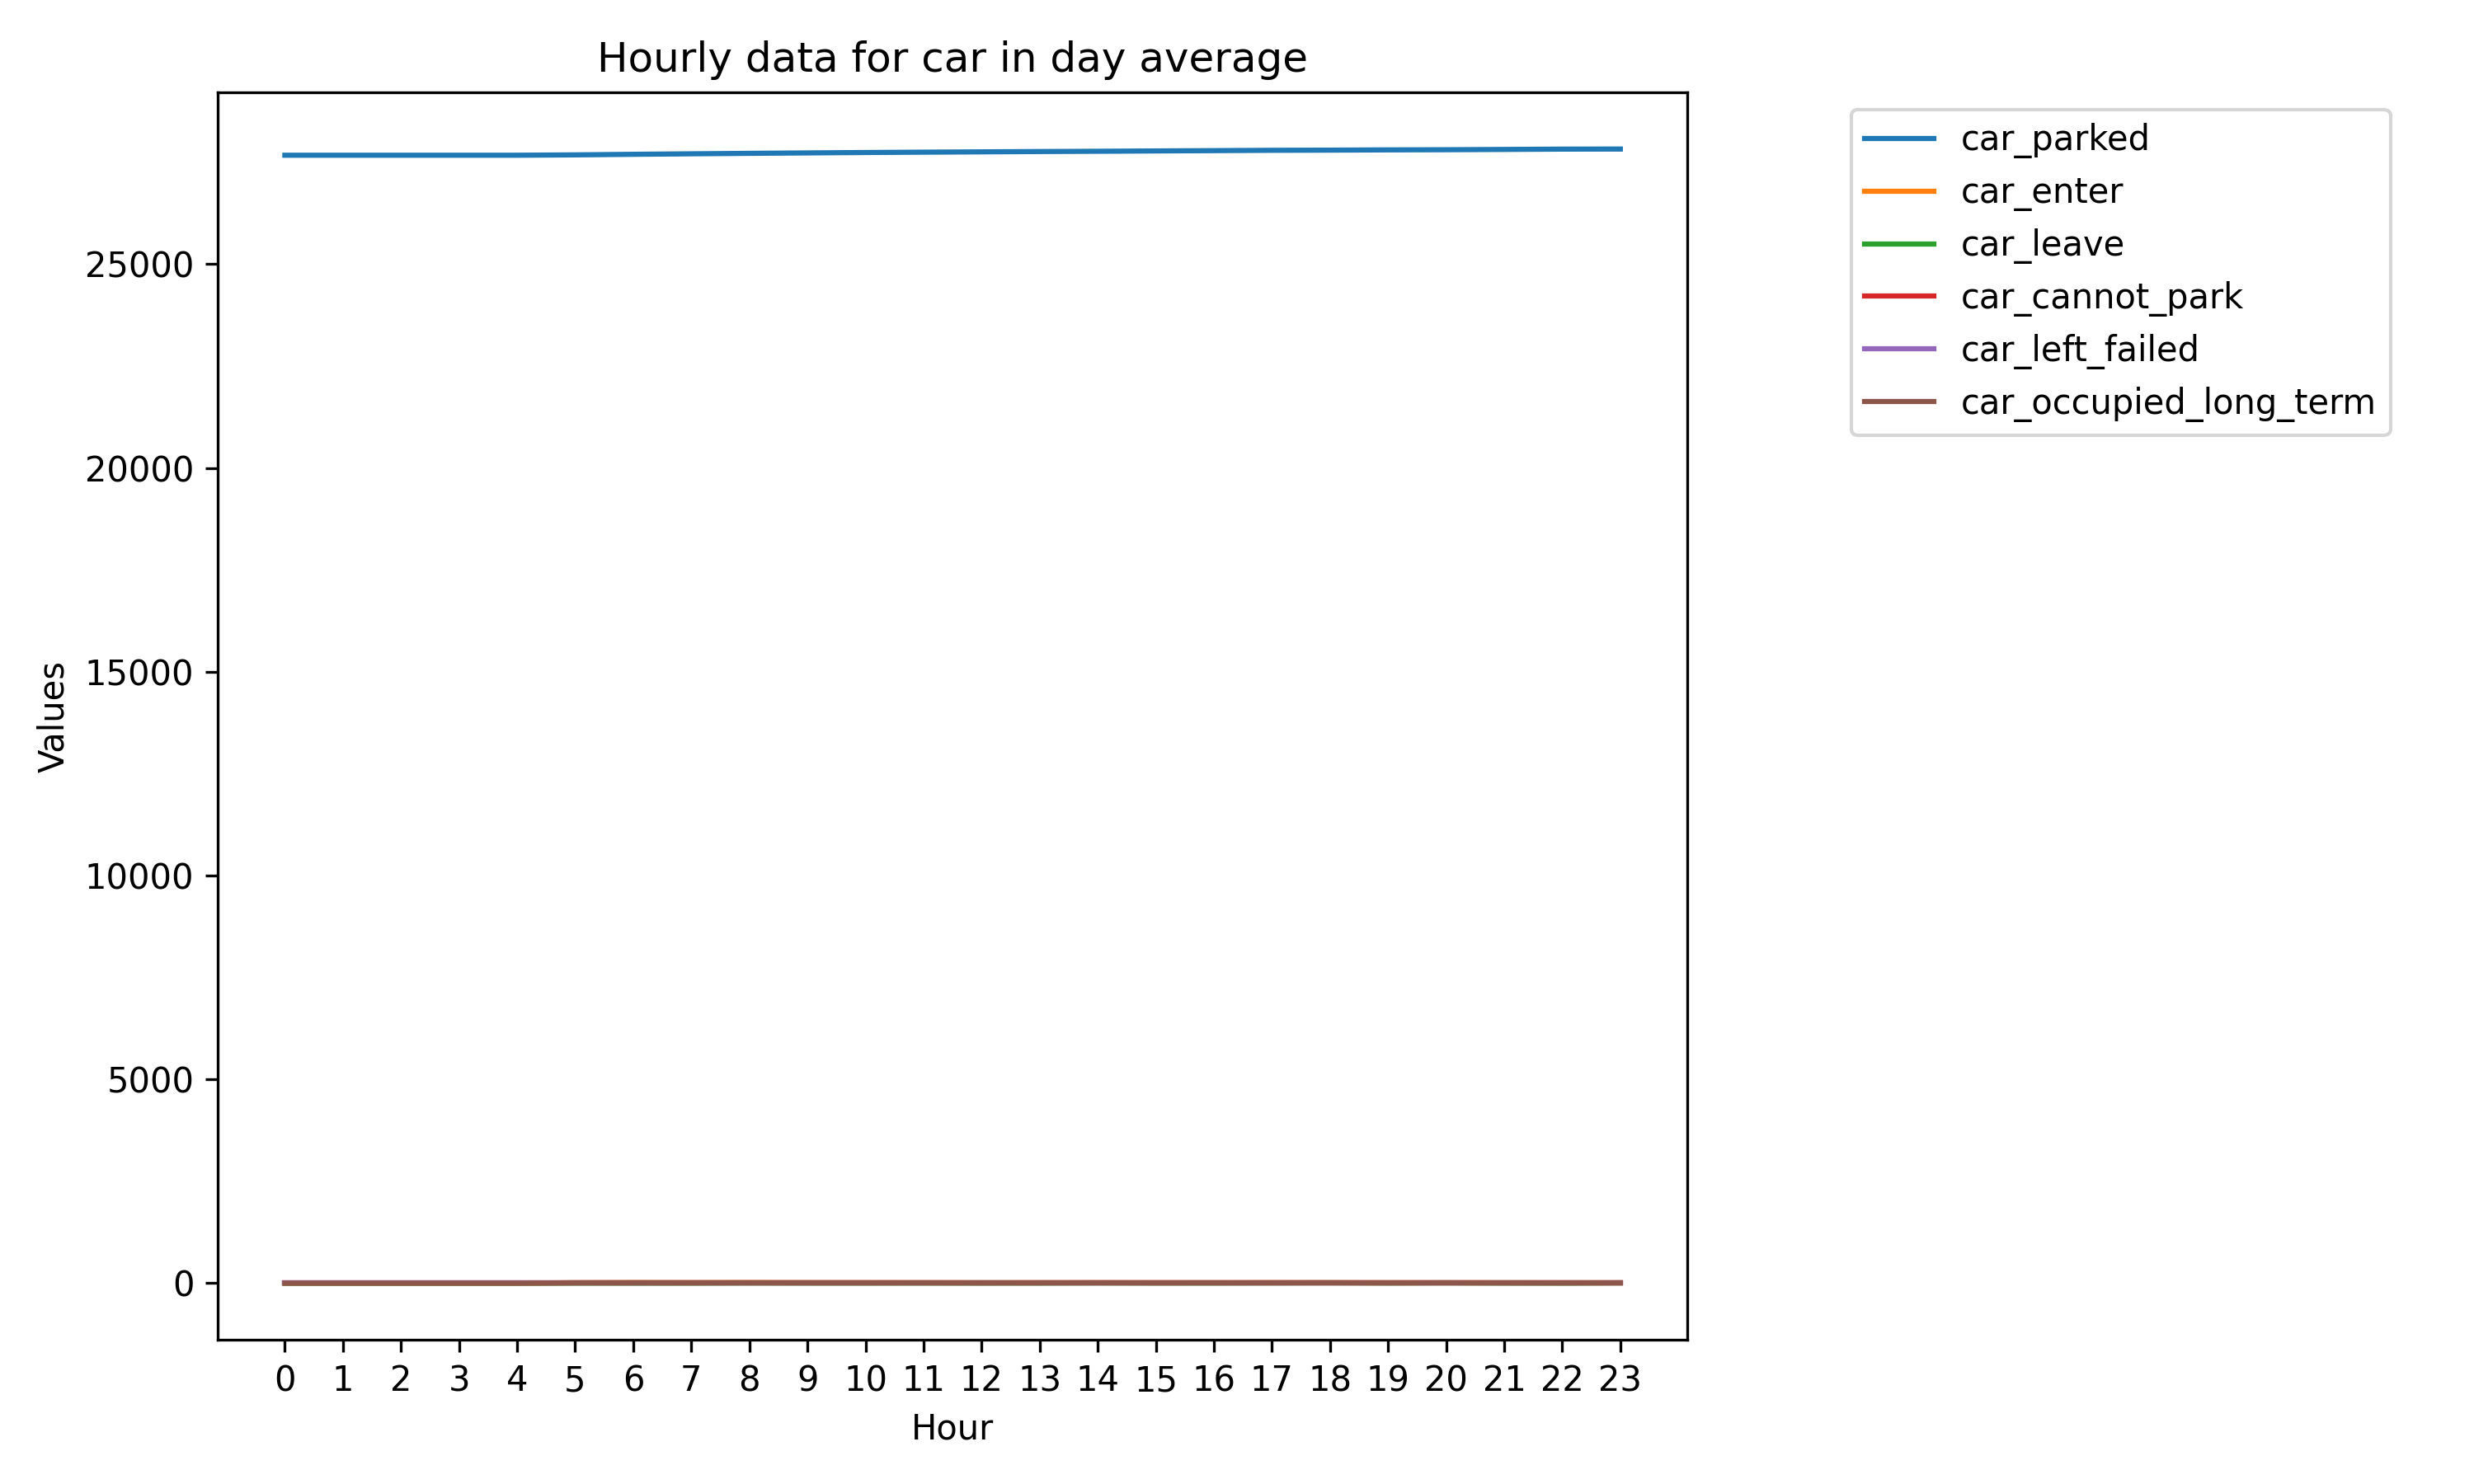 Hourly data for car in day average
car_parked
car_enter
car_leave
car_cannot_park
car_left_failed
car_occupied_long_term
25000
20000
15000
10000
5000
0
Values
0 1 2 3 4 5 6 7 8 9 10 11 12 13 14 15 16 17 18 19 20 21 22 23
Hour